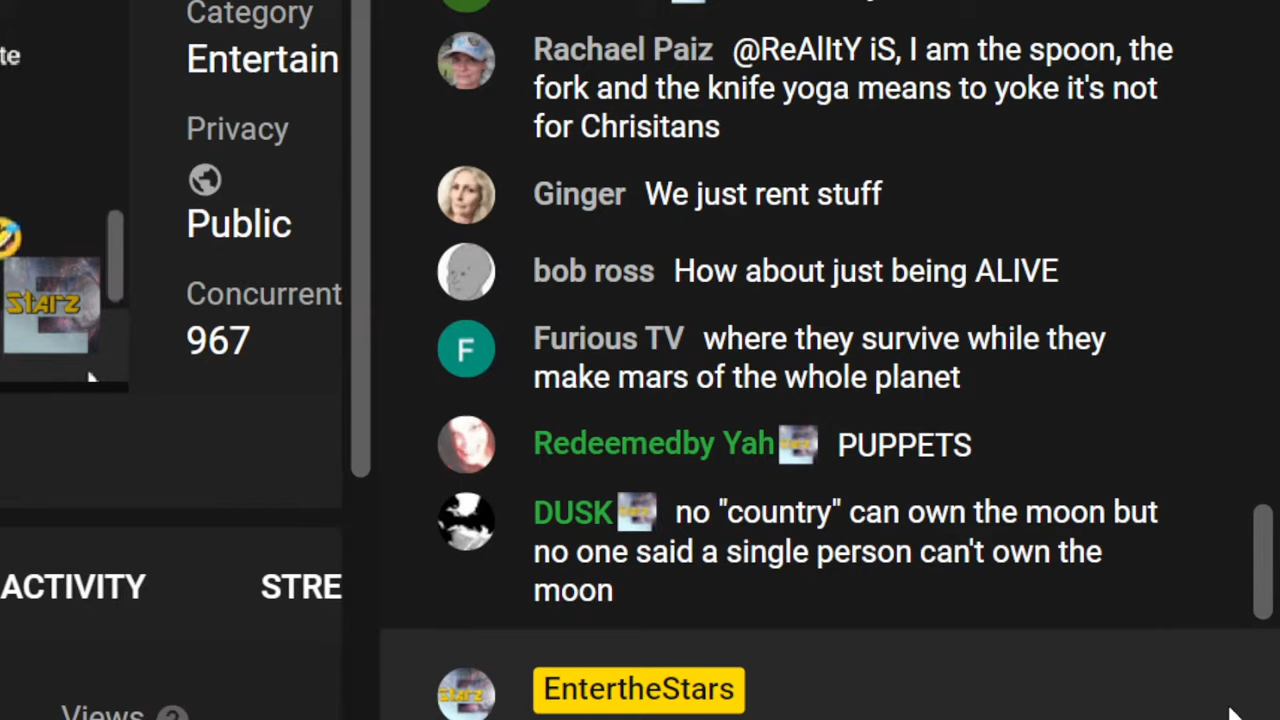 te
Category
Entertain
Privacy
Public
Concurrent
967
STARZ
ACTIVITY
STRE
Views ?
Rachael Paiz @ReAlItY iS, I am the spoon, the
fork and the knife yoga means to yoke it's not
for Chrisitans
Ginger We just rent stuff
bob ross How about just being ALIVE
F
Furious TV where they survive while they
make mars of the whole planet
Redeemedby Yah PUPPETS
DUSK no "country" can own the moon but
no one said a single person can't own the
moon
STARZ
EntertheStars